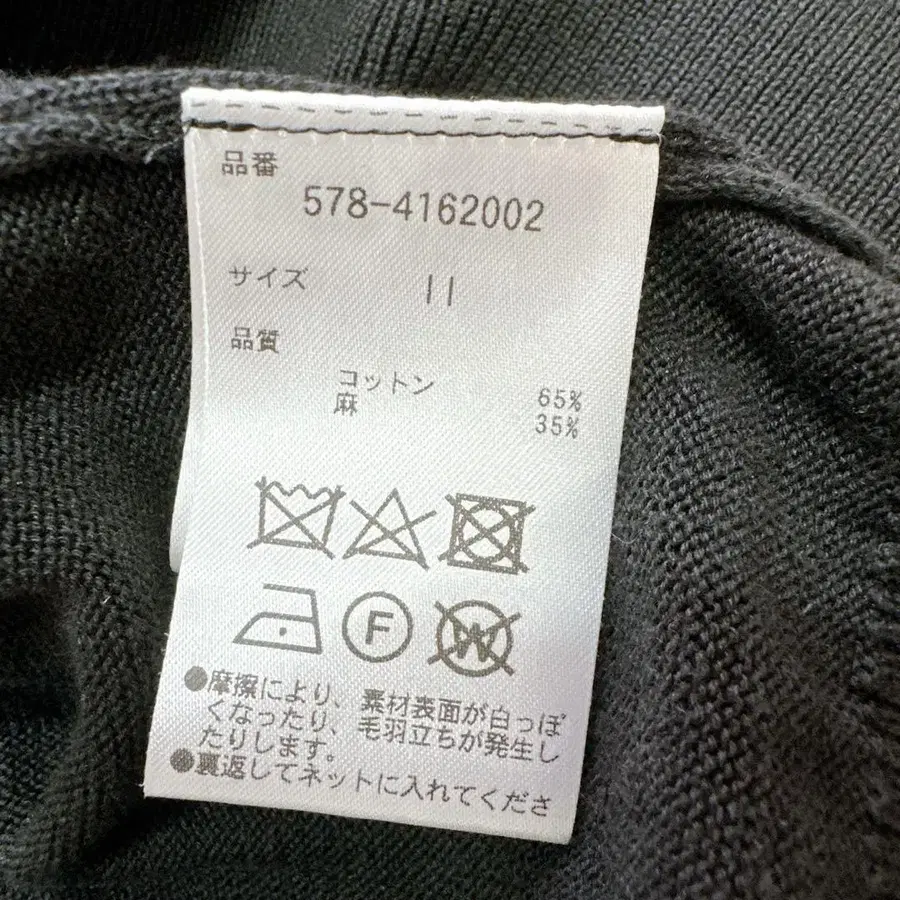 品番
578-4162002
サイズ 11
品質
コットン 65%
麻 35%
F W
●摩擦により、素材表面が白っぽ
くなったり、毛羽立ちが発生し
たりします。
●裏返してネットに入れてくださ